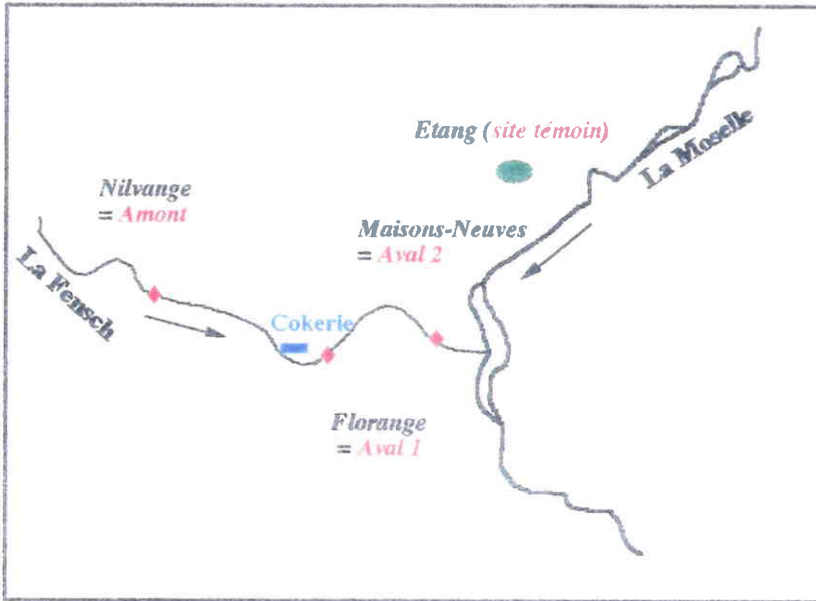 Etang (site témoin)
La Moselle
Nilvange
= Amont
Maisons-Neuves
= Aval 2
La Fensch
Cokerie
Florange
= Aval 1